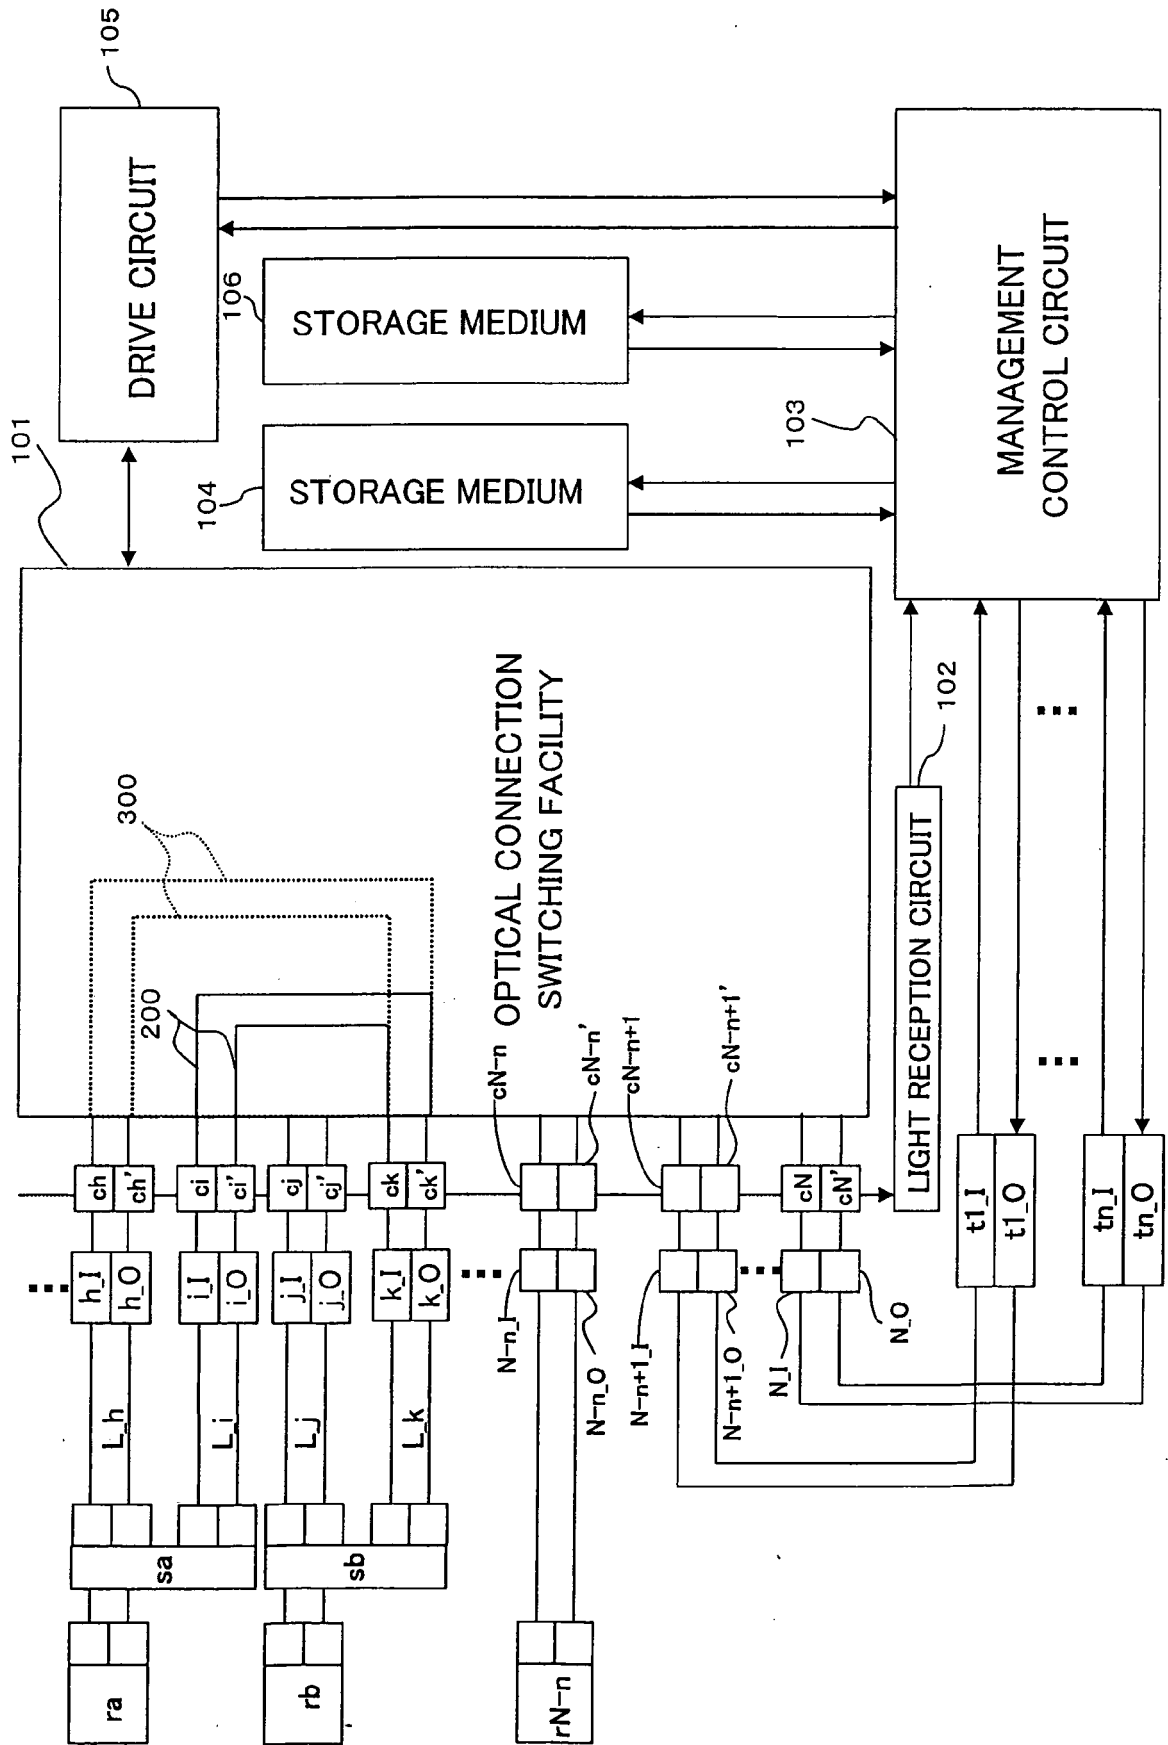 ra
rb
rN-n
sa
sb
L_h
L_i
L_j
L_k
h_I
h_O
i_I
i_O
j_I
j_O
k_I
k_O
N-n_I
N-n_O
N-n+1_I
N-n+1_O
N_I
N_O
ch
ch'
ci
ci'
cj
cj'
ck
ck'
cN-n
cN-n'
cN-n+1
cN-n+1'
cN
cN'
200
300
101
OPTICAL CONNECTION
SWITCHING FACILITY
LIGHT RECEPTION CIRCUIT
102
t1_I
t1_O
tn_I
tn_O
104
STORAGE MEDIUM
106
STORAGE MEDIUM
DRIVE CIRCUIT
105
103
MANAGEMENT
CONTROL CIRCUIT